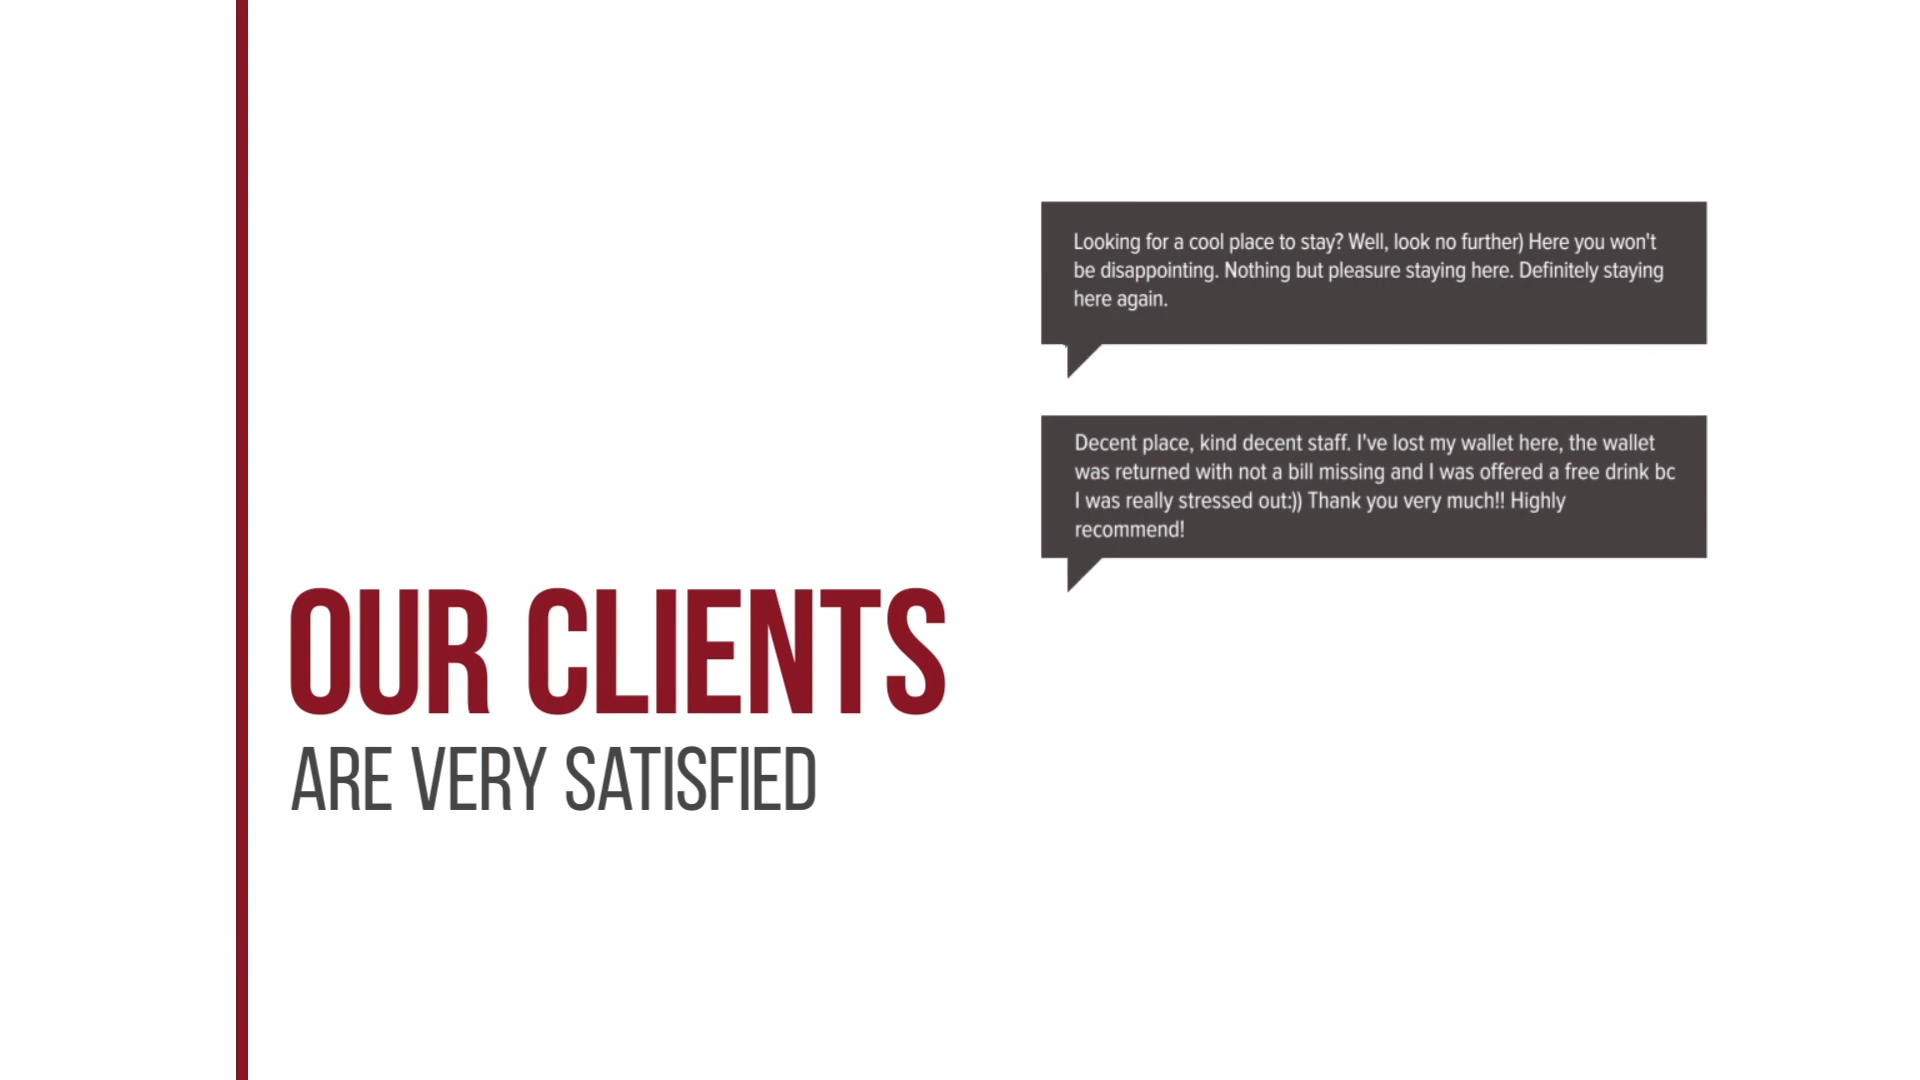 Looking for a cool place to stay? Well, look no further) Here you won't
be disappointing. Nothing but pleasure staying here. Definitely staying
here again.
Decent place, kind decent staff. I've lost my wallet here, the wallet
was returned with not a bill missing and I was offered a free drink bc
I was really stressed out:)) Thank you very much!! Highly
recommend!
OUR CLIENTS
ARE VERY SATISFIED